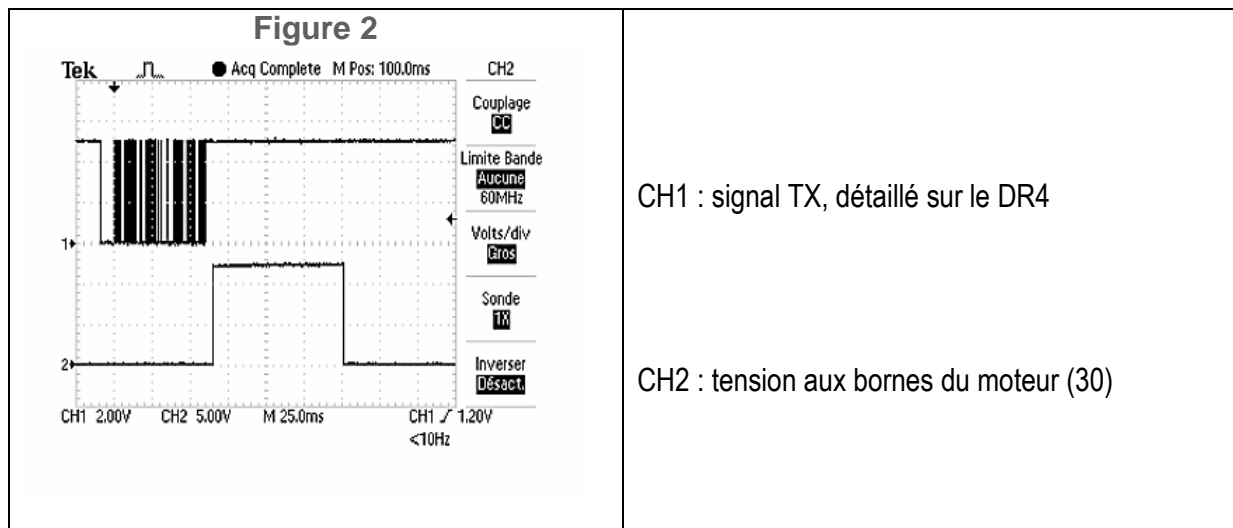 Figure 2
Tek
Acq Complete M Pos: 100.0ms
CH2
Couplage
CC
Limite Bande
Aucune
60MHz
Volts/div
Gros
Sonde
1X
Inverser
Désact.
1
2
CH1 2.00V CH2 5.00V M 25.0ms CH1 1.20V
<10Hz
CH1 : signal TX, détaillé sur le DR4
CH2 : tension aux bornes du moteur (30)